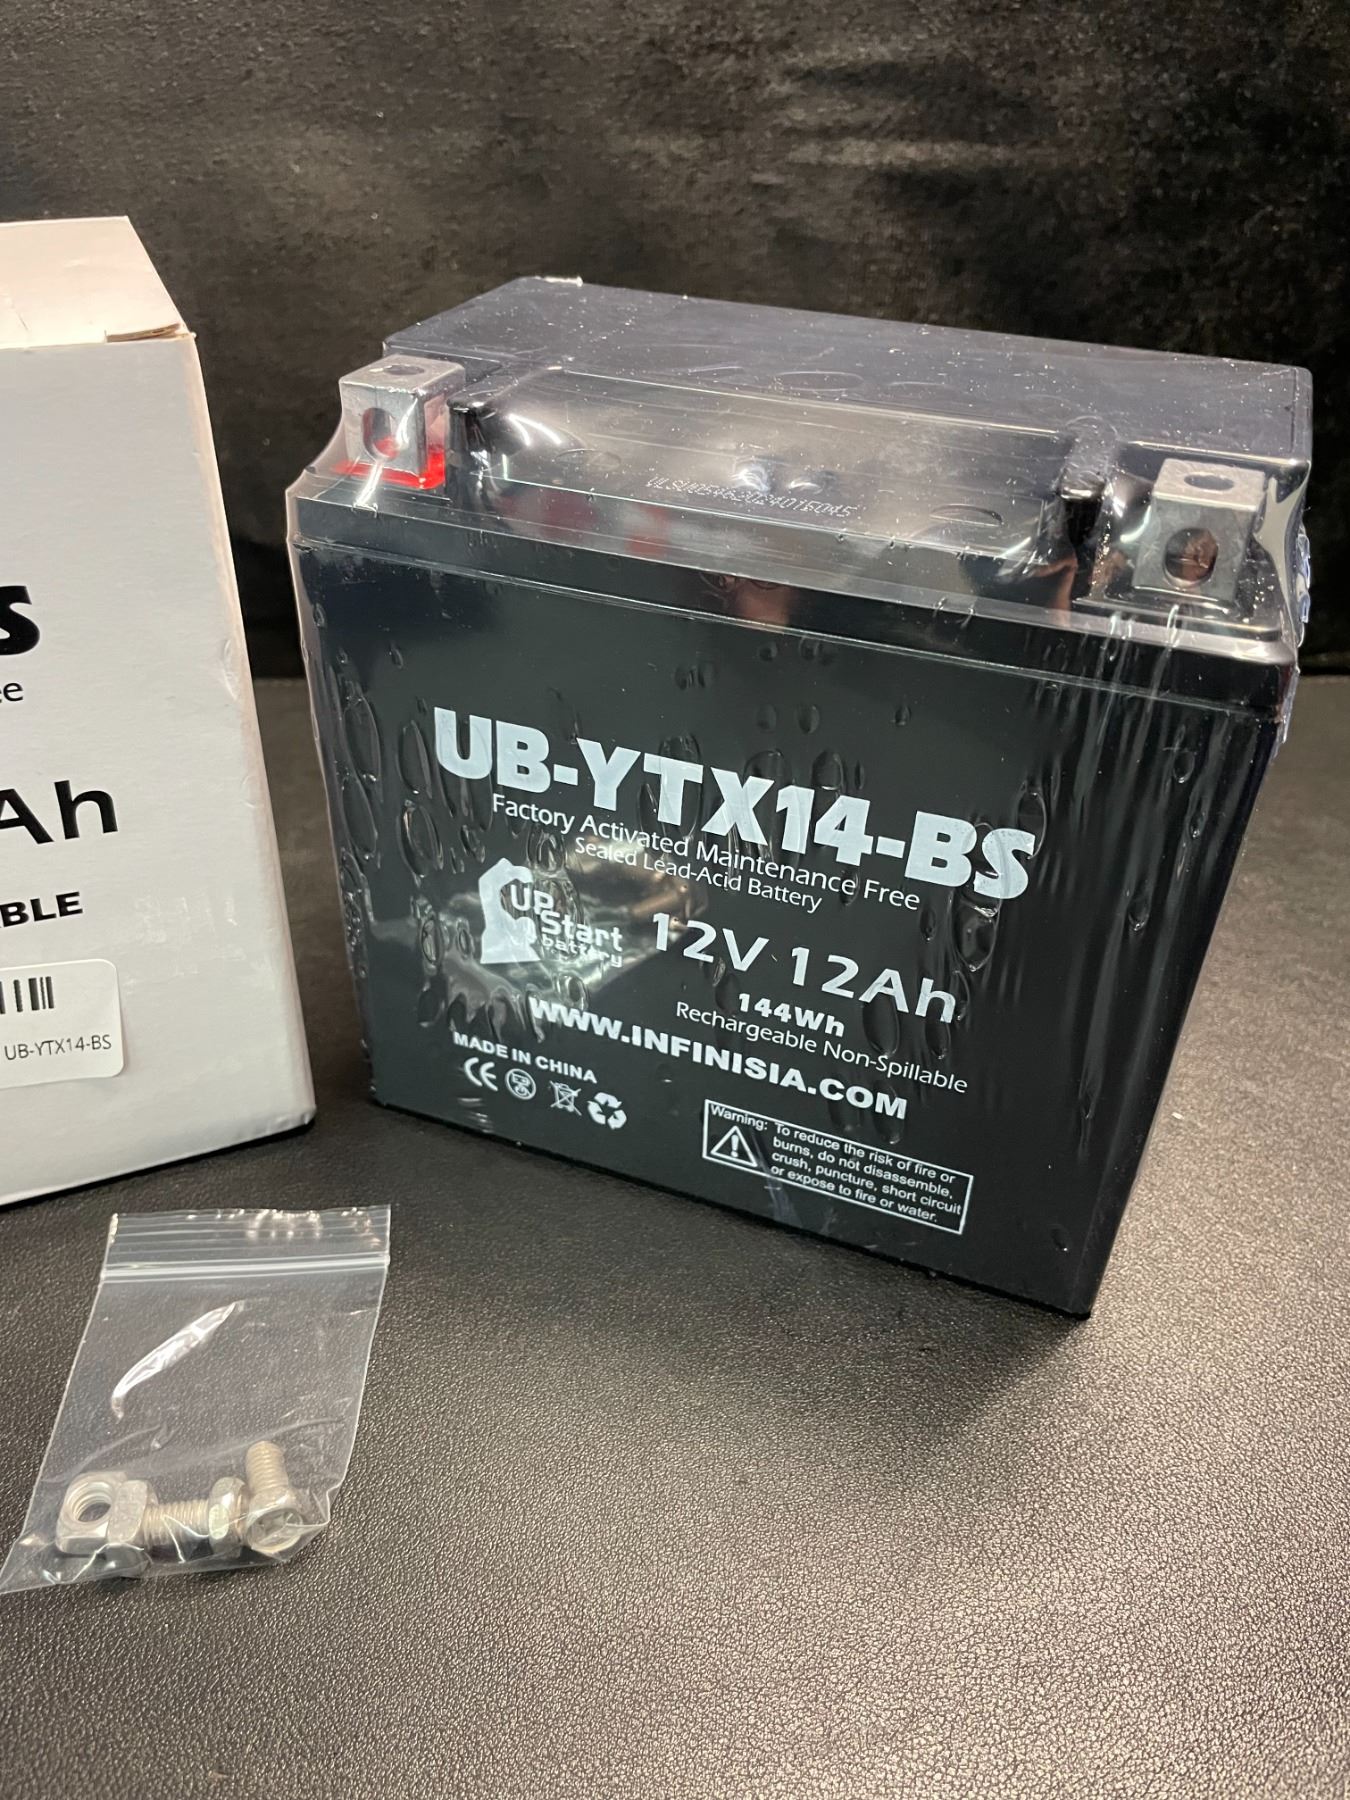 s
ee
Ah
BLE
UB-YTX14-BS
UB-YTX14-BS
Factory Activated Maintenance Free
Sealed Lead-Acid Battery
UP
Start
battery
12V 12Ah
144Wh
Rechargeable Non-Spillable
WWW.INFINISIA.COM
MADE IN CHINA
CE
Warning: To reduce the risk of fire or
burns, do not disassemble,
crush, puncture, short circuit
or expose to fire or water.